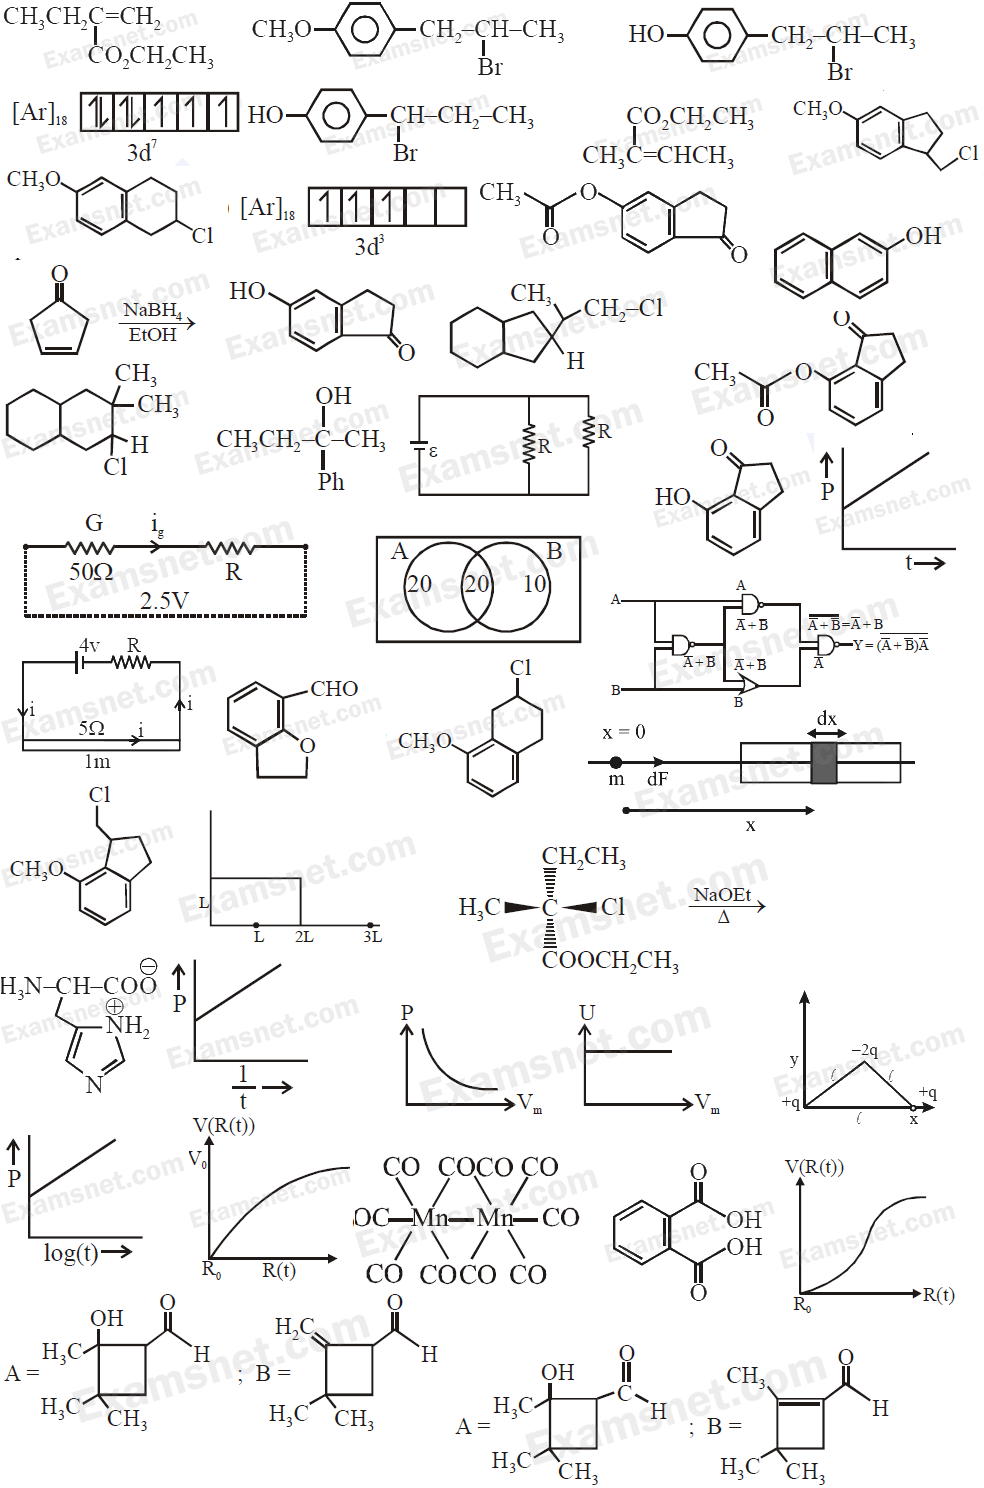 CH₃CH₂C=CH₂
CO₂CH₂CH₃
CH₃O
CH₂–CH–CH₃
Br
HO
CH₂–CH–CH₃
Br
[Ar]₁₈
3d⁷
HO
CH–CH₂–CH₃
Br
CO₂CH₂CH₃
CH₃C=CHCH₃
CH₃O
Cl
CH₃O
Cl
[Ar]₁₈
3d³
CH₃
O
O
O
OH
O
NaBH₄
EtOH
HO
O
CH₃
CH₂–Cl
H
O
CH₃
O
O
CH₃
CH₃
H
Cl
OH
CH₃CH₂–C–CH₃
Ph
ε
R
R
O
HO
P
t
G
i_g
50Ω
R
2.5V
A
B
20
20
10
A
A
B
A̅+B̅
A̅+B̅
A̅+B̅
B
A̅+B̅=A+B
A̅
Y=(A̅+B̅)A̅
4v
R
i
i
5Ω
i
1m
CHO
O
Cl
CH₃O
x = 0
dx
m
dF
x
Cl
CH₃O
L
L
2L
3L
CH₂CH₃
H₃C
C
Cl
COOCH₂CH₃
NaOEt
Δ
H₃N–CH–COO⊖
⊕
NH₂
N
P
1
t
P
V_m
U
V_m
y
–2q
ℓ
ℓ
+q
+q
ℓ
x
P
log(t)
V(R(t))
V₀
R₀
R(t)
CO
CO
CO
CO
OC
Mn
Mn
CO
CO
CO
CO
CO
O
OH
OH
O
V(R(t))
R₀
R(t)
A =
OH
O
H₃C
H
H₃C
CH₃
; B =
H₂C
O
H
H₃C
CH₃
A =
OH
O
H₃C
C
H
H₃C
CH₃
; B =
CH₃
O
H
H₃C
CH₃
Examsnet.com